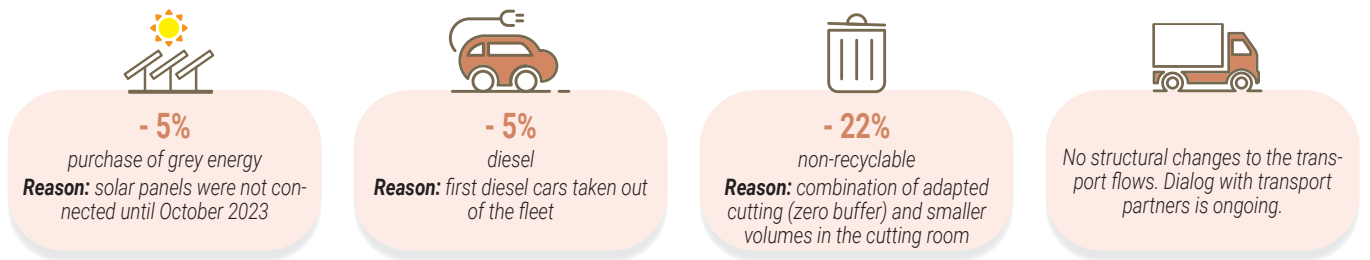 - 5%
purchase of grey energy
Reason: solar panels were not con-
nected until October 2023
- 5%
diesel
Reason: first diesel cars taken out
of the fleet
- 22%
non-recyclable
Reason: combination of adapted
cutting (zero buffer) and smaller
volumes in the cutting room
No structural changes to the trans-
port flows. Dialog with transport
partners is ongoing.